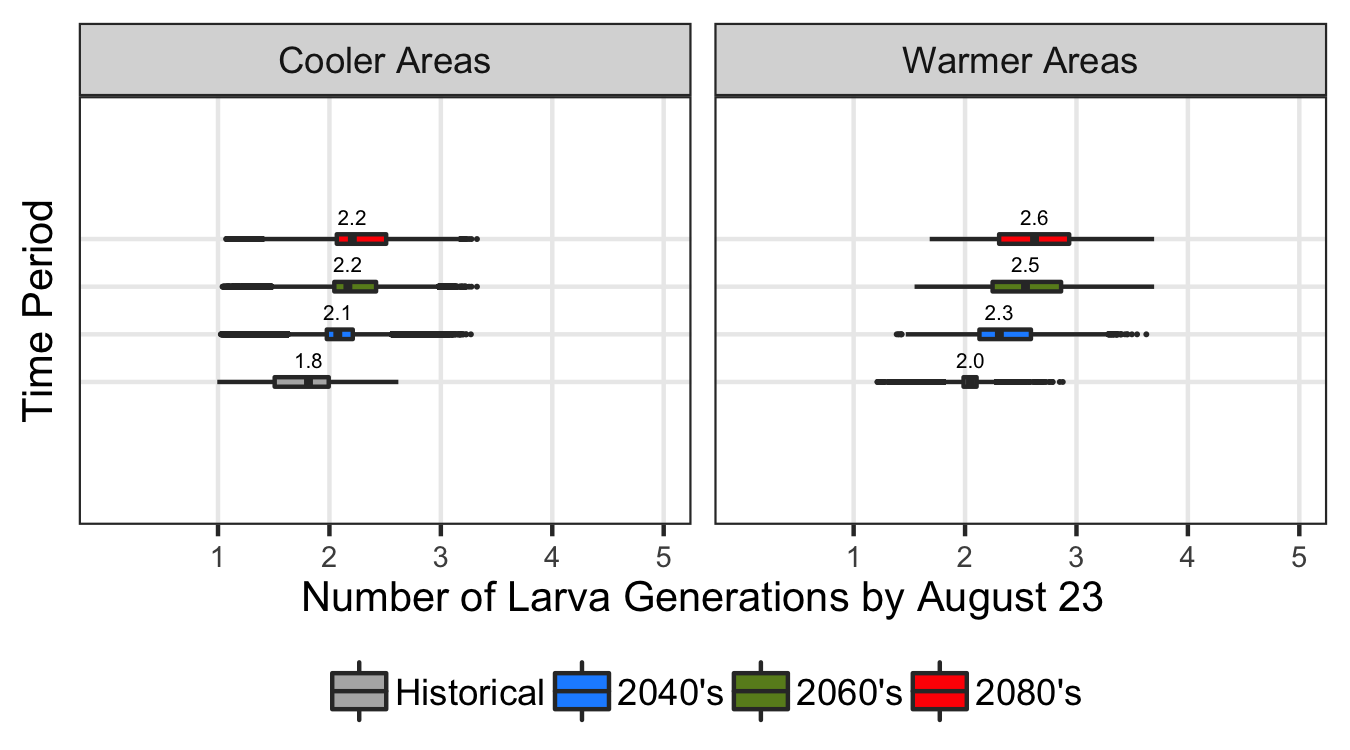 Cooler Areas
Warmer Areas
Time Period
2.2
2.2
2.1
1.8
2.6
2.5
2.3
2.0
1 2 3 4 5
1 2 3 4 5
Number of Larva Generations by August 23
Historical 2040's 2060's 2080's